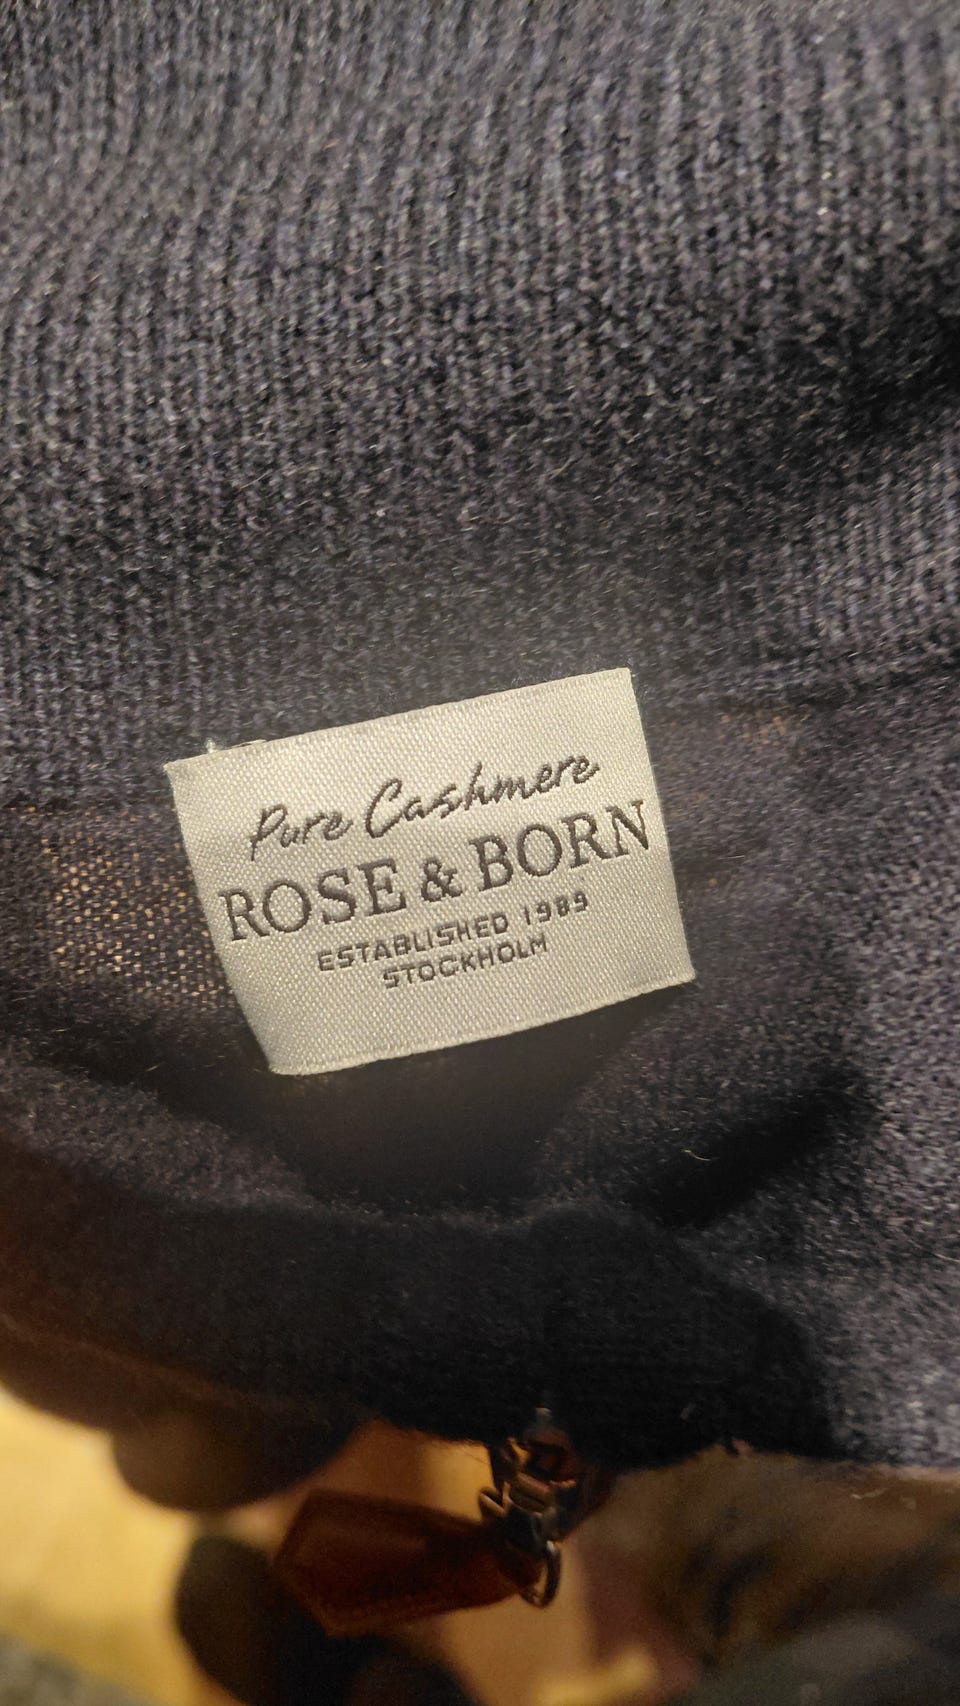 Pure Cashmere
ROSE & BORN
ESTABLISHED 1989
STOCKHOLM